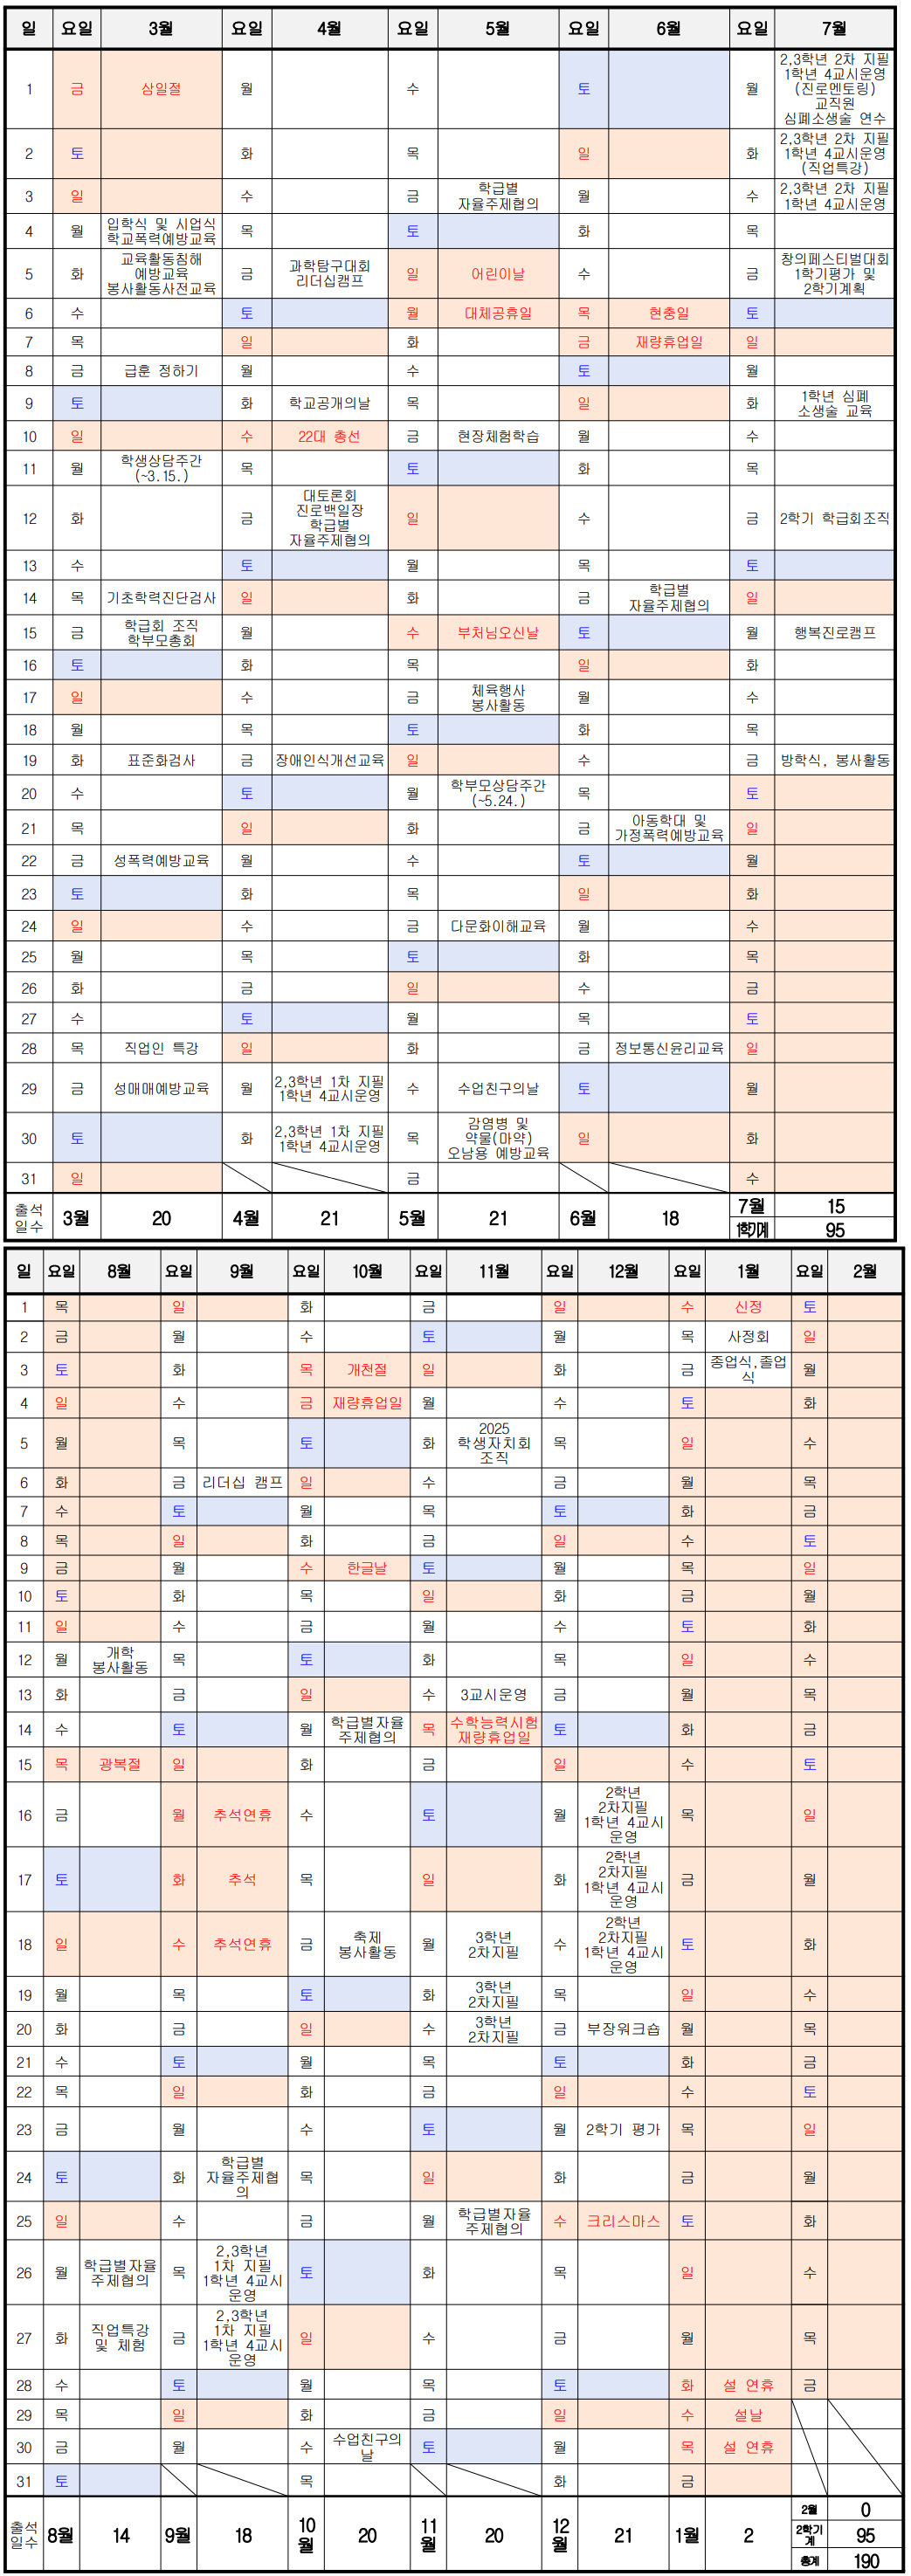 일 요일 3월 요일 4월 요일 5월 요일 6월 요일 7월
1 금 삼일절 월 수 토 월 2,3학년 2차 지필
1학년 4교시운영
(진로멘토링)
교직원
심폐소생술 연수
2 토 화 목 일 화 2,3학년 2차 지필
1학년 4교시운영
(직업특강)
3 일 수 금 학급별
자율주제협의
월 수 2,3학년 2차 지필
1학년 4교시운영
4 월 입학식 및 시업식
학교폭력예방교육
목 토 화 목
5 화 교육활동침해
예방교육
봉사활동사전교육
금 과학탐구대회
리더십캠프
일 어린이날 수 금 창의페스티벌대회
1학기평가 및
2학기계획
6 수 토 월 대체공휴일 목 현충일 토
7 목 일 화 금 재량휴업일 일
8 금 급훈 정하기 월 수 토 월
9 토 화 학교공개의날 목 일 화 1학년 심폐
소생술 교육
10 일 수 22대 총선 금 현장체험학습 월 수
11 월 학생상담주간
(~3.15.)
목 토 화 목
12 화 금 대토론회
진로백일장
학급별
자율주제협의
일 수 금 2학기 학급회조직
13 수 토 월 목 토
14 목 기초학력진단검사 일 화 금 학급별
자율주제협의
일
15 금 학급회 조직
학부모총회
월 수 부처님오신날 토 월 행복진로캠프
16 토 화 목 일 화
17 일 수 금 체육행사
봉사활동
월 수
18 월 목 토 화 목
19 화 표준화검사 금 장애인식개선교육 일 수 금 방학식, 봉사활동
20 수 토 월 학부모상담주간
(~5.24.)
목 토
21 목 일 화 금 아동학대 및
가정폭력예방교육
일
22 금 성폭력예방교육 월 수 토 월
23 토 화 목 일 화
24 일 수 금 다문화이해교육 월 수
25 월 목 토 화 목
26 화 금 일 수 금
27 수 토 월 목 토
28 목 직업인 특강 일 화 금 정보통신윤리교육 일
29 금 성매매예방교육 월 2,3학년 1차 지필
1학년 4교시운영
수 수업친구의날 토 월
30 토 화 2,3학년 1차 지필
1학년 4교시운영
목 감염병 및
약물(마약)
오남용 예방교육
일 화
31 일 금 수
출석
일수
3월 20 4월 21 5월 21 6월 18 7월 15
1학기계 95
일 요일 8월 요일 9월 요일 10월 요일 11월 요일 12월 요일 1월 요일 2월
1 목 일 화 금 일 수 신정 토
2 금 월 수 토 월 목 사정회 일
3 토 화 목 개천절 일 화 금 종업식,졸업
식
월
4 일 수 금 재량휴업일 월 수 토 화
5 월 목 토 화 2025
학생자치회
조직
목 일 수
6 화 금 리더십 캠프 일 수 금 월 목
7 수 토 월 목 토 화 금
8 목 일 화 금 일 수 토
9 금 월 수 한글날 토 월 목 일
10 토 화 목 일 화 금 월
11 일 수 금 월 수 토 화
12 월 개학
봉사활동
목 토 화 목 일 수
13 화 금 일 수 3교시운영 금 월 목
14 수 토 월 학급별자율
주제협의
목 수학능력시험
재량휴업일
토 화 금
15 목 광복절 일 화 금 일 수 토
16 금 월 추석연휴 수 토 월 2학년
2차지필
1학년 4교시
운영
목 일
17 토 화 추석 목 일 화 2학년
2차지필
1학년 4교시
운영
금 월
18 일 수 추석연휴 금 축제
봉사활동
월 3학년
2차지필
수 2학년
2차지필
1학년 4교시
운영
토 화
19 월 목 토 화 3학년
2차지필
목 일 수
20 화 금 일 수 3학년
2차지필
금 부장워크숍 월 목
21 수 토 월 목 토 화 금
22 목 일 화 금 일 수 토
23 금 월 수 토 월 2학기 평가 목 일
24 토 화 학급별
자율주제협
의
목 일 화 금 월
25 일 수 금 월 학급별자율
주제협의
수 크리스마스 토 화
26 월 학급별자율
주제협의
목 2,3학년
1차 지필
1학년 4교시
운영
토 화 목 일 수
27 화 직업특강
및 체험
금 2,3학년
1차 지필
1학년 4교시
운영
일 수 금 월 목
28 수 토 월 목 토 화 설 연휴 금
29 목 일 화 금 일 수 설날
30 금 월 수 수업친구의
날
토 월 목 설 연휴
31 토 목 화 금
출석
일수
8월 14 9월 18 10
월
20 11
월
20 12
월
21 1월 2 2월 0
2학기
계
95
총계 190